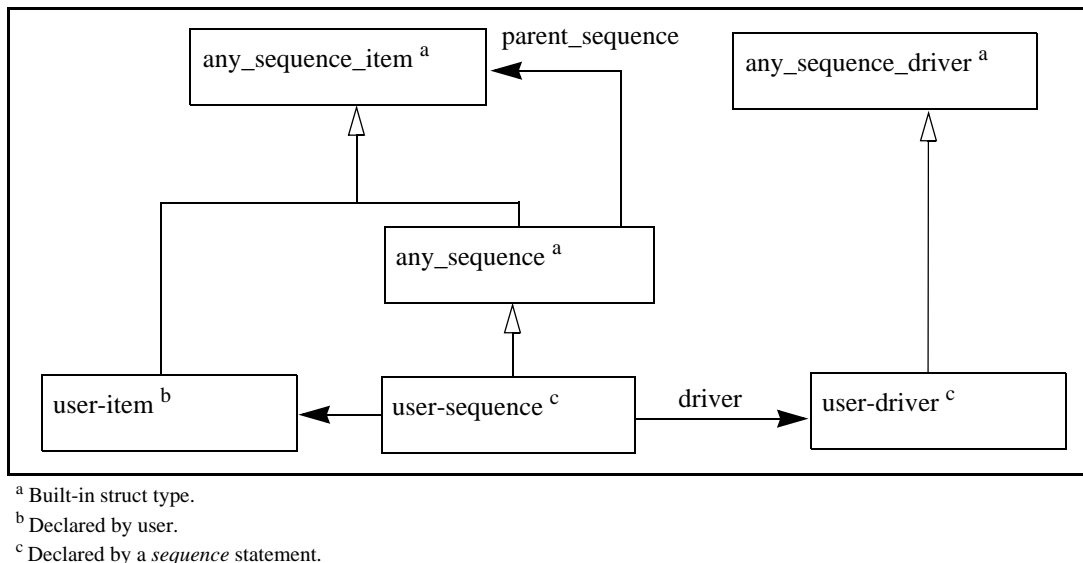 parent_sequence
any_sequence_item a
any_sequence_driver a
any_sequence a
user-item b
user-sequence c
driver
user-driver c
a Built-in struct type.
b Declared by user.
c Declared by a sequence statement.